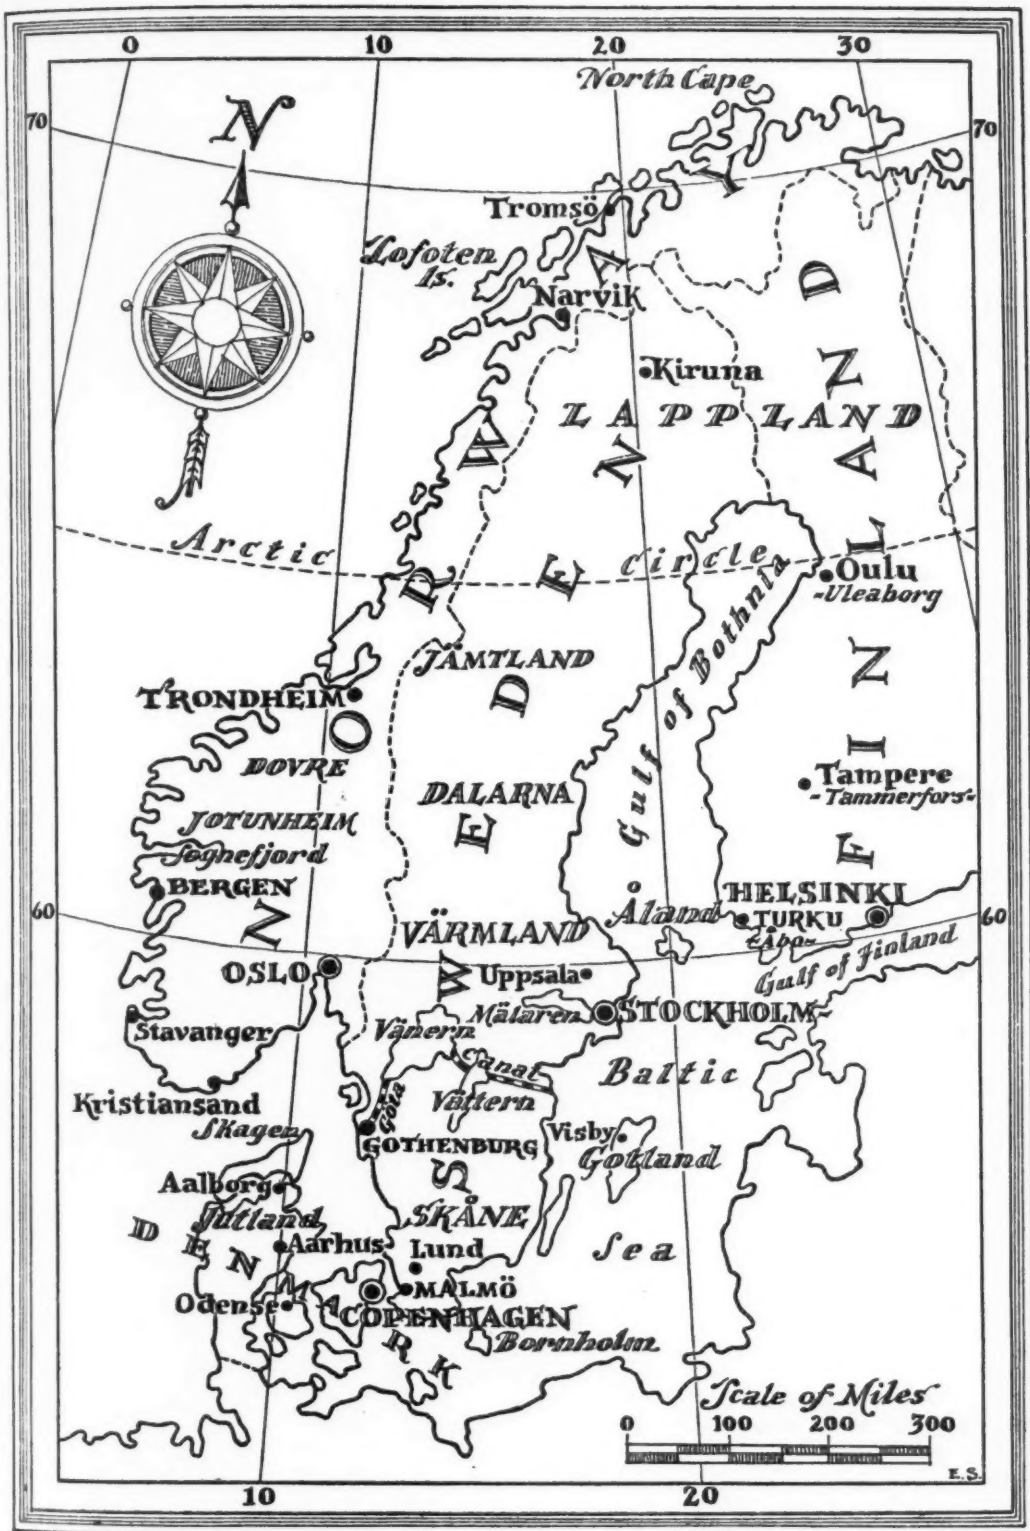 0 10 20 30
North Cape
N
70 70
Tromsö
Lofoten
Is.
Narvik
Kiruna
LAPPLAND
NORWAY
SWEDEN
FINLAND
Arctic Circle
Oulu
-Uleaborg
Gulf of Bothnia
JÄMTLAND
TRONDHEIM
DOVRE
Tampere
-Tammerfors-
DALARNA
JOTUNHEIM
Sognefjord
BERGEN
HELSINKI
60 60
Åland
TURKU
-Åbo-
VÄRMLAND
Gulf of Finland
OSLO
Uppsala
Mälaren
STOCKHOLM
Stavanger
Vänern
Canal
Baltic
Kristiansand
Göta
Vättern
Skagen
GOTHENBURG
Visby
Gotland
Aalborg
Jutland
SKÅNE
DENMARK
Aarhus
Lund
Sea
Odense
MALMÖ
COPENHAGEN
Bornholm
Scale of Miles
0 100 200 300
E.S.
10 20